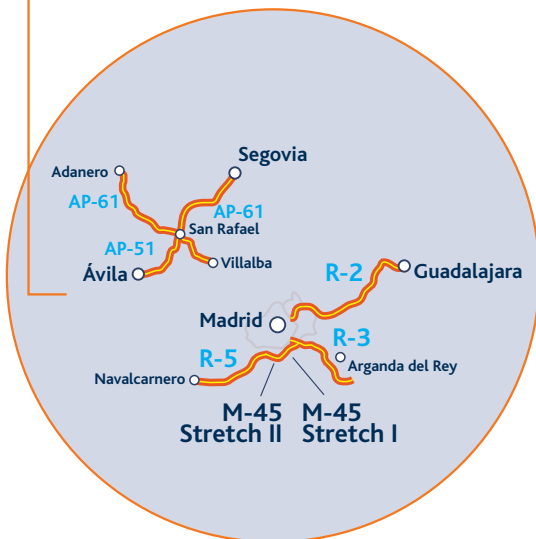 Segovia
Adanero
AP-61
AP-61
San Rafael
AP-51
Villalba
Ávila
R-2
Guadalajara
Madrid
R-3
R-5
Arganda del Rey
Navalcarnero
M-45
Stretch II
M-45
Stretch I